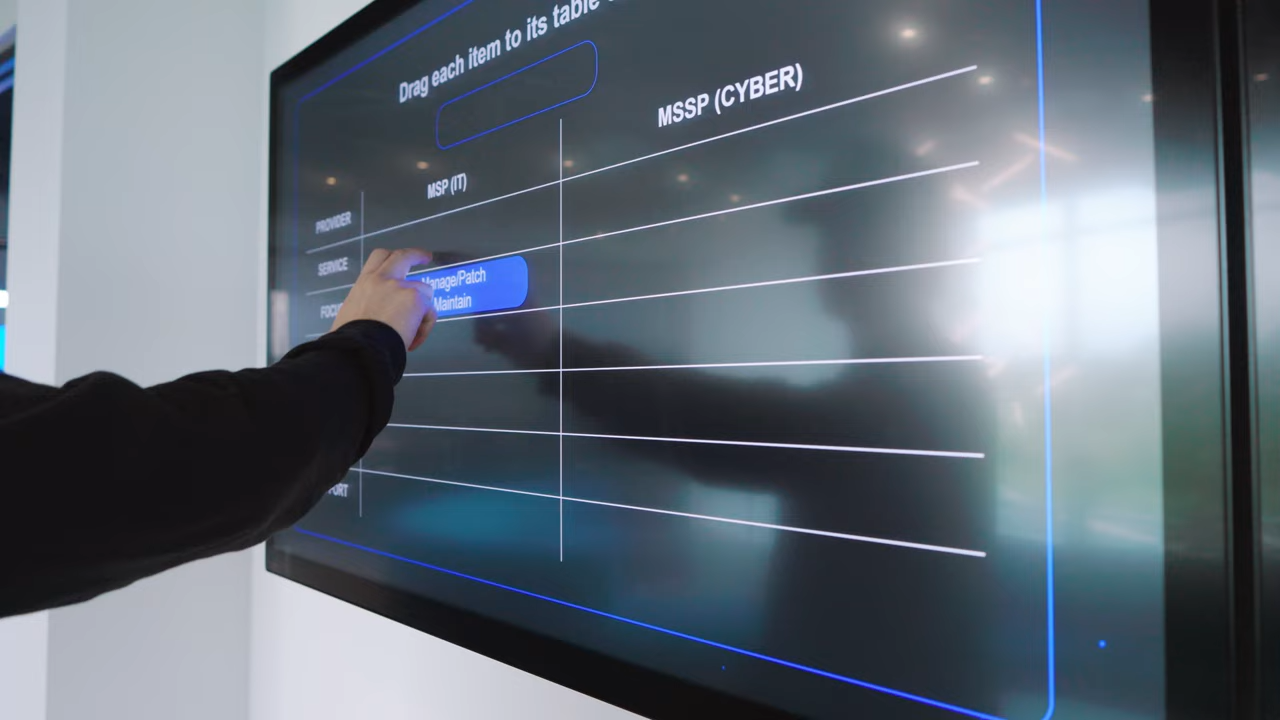 Drag each item to its table
MSSP (CYBER)
MSP (IT)
PROVIDER
SERVICE
Manage/Patch
Maintain